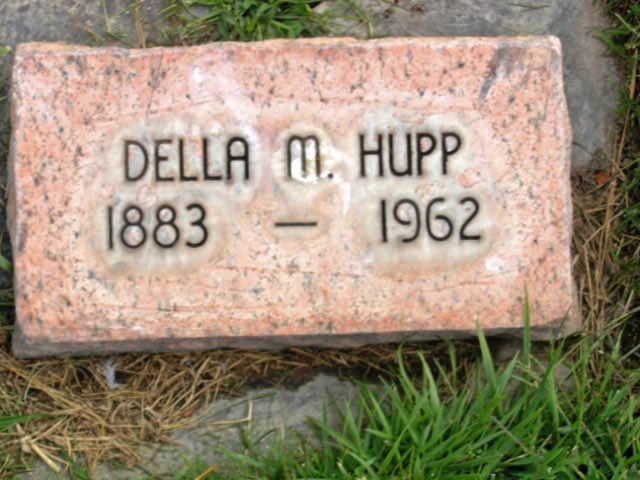 DELLA M. HUPP
1883 — 1962